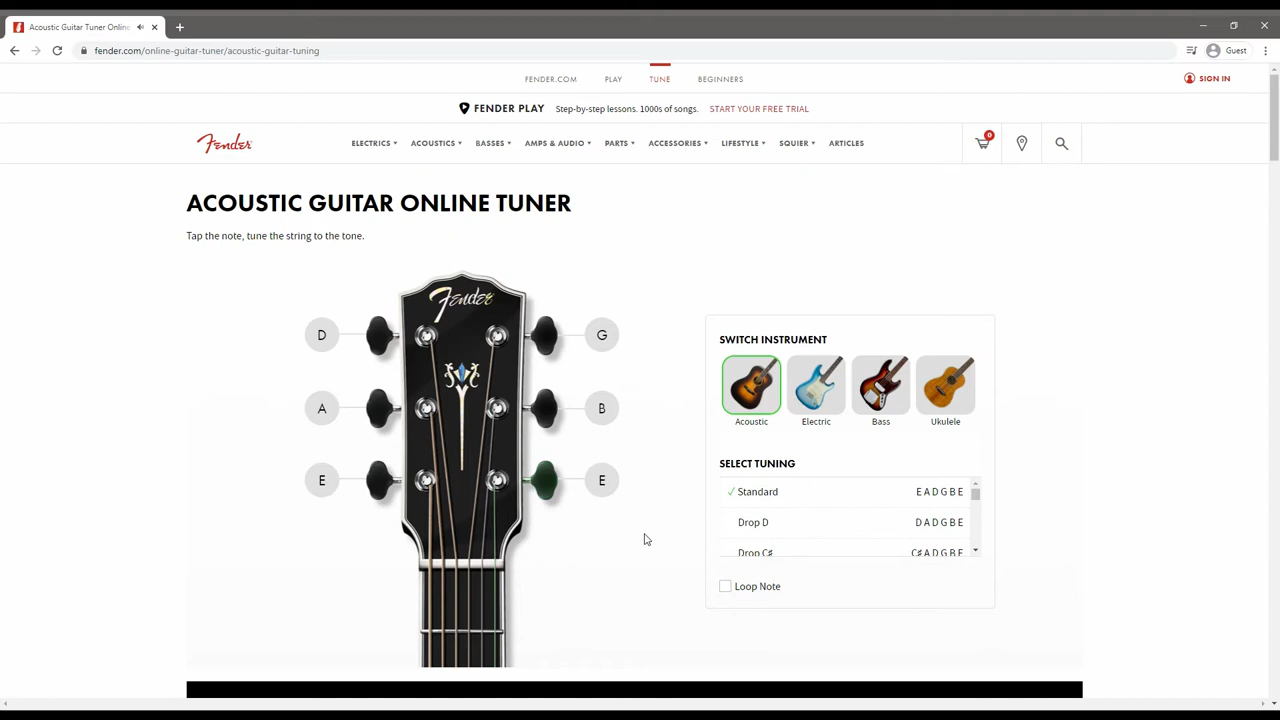 Acoustic Guitar Tuner Online
fender.com/online-guitar-tuner/acoustic-guitar-tuning
Guest
FENDER.COM PLAY TUNE BEGINNERS
SIGN IN
FENDER PLAY Step-by-step lessons. 1000s of songs. START YOUR FREE TRIAL
Fender
ELECTRICS ACOUSTICS BASSES AMPS & AUDIO PARTS ACCESSORIES LIFESTYLE SQUIER ARTICLES
0
ACOUSTIC GUITAR ONLINE TUNER
Tap the note, tune the string to the tone.
Fender
D G
A B
E E
SWITCH INSTRUMENT
Acoustic Electric Bass Ukulele
SELECT TUNING
✓ Standard E A D G B E
Drop D D A D G B E
Drop C♯ C♯ A D G B E
Loop Note